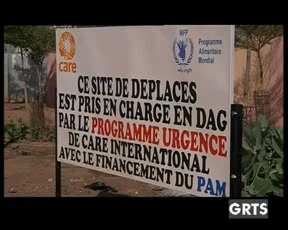 care
WFP
Programme
Alimentaire
Mondial
CE SITE DE DEPLACES
EST PRIS EN CHARGE EN DAG
PAR LE PROGRAMME URGENCE
DE CARE INTERNATIONAL
AVEC LE FINANCEMENT DU PAM
GRTS